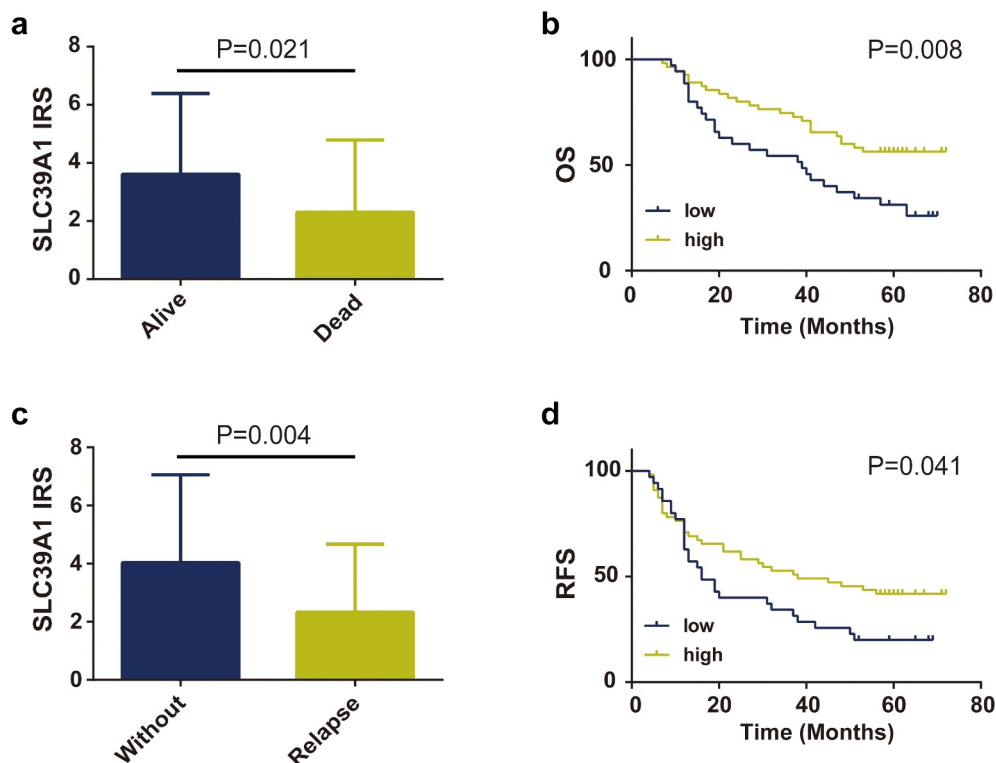 a
P=0.021
SLC39A1 IRS
8
6
4
2
0
Alive
Dead
b
P=0.008
OS
100
50
0
low
high
0 20 40 60 80
Time (Months)
c
P=0.004
SLC39A1 IRS
8
6
4
2
0
Without
Relapse
d
P=0.041
RFS
100
50
0
low
high
0 20 40 60 80
Time (Months)